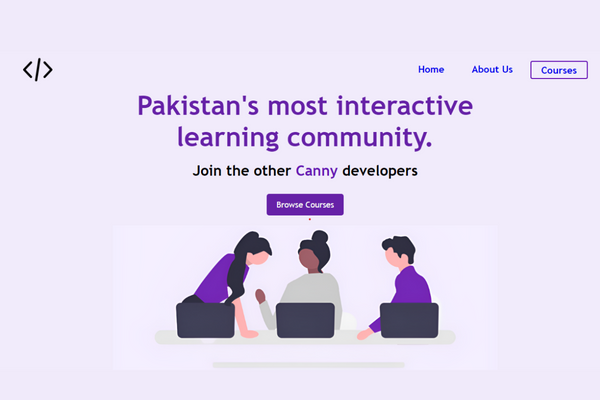 </>
Home About Us Courses
Pakistan's most interactive
learning community.
Join the other Canny developers
Browse Courses